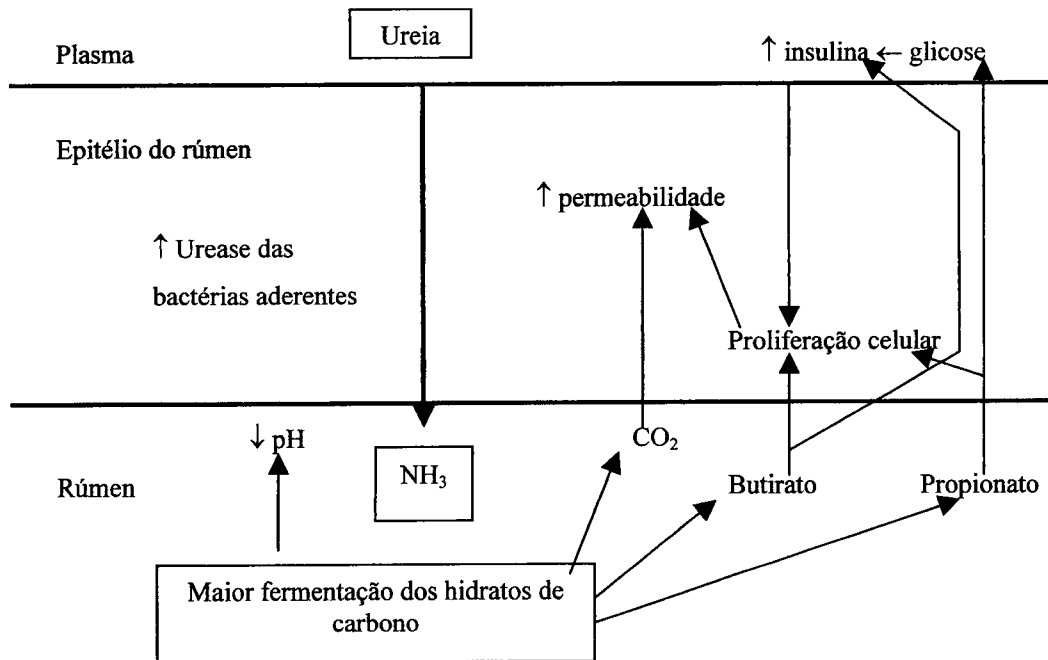 Ureia
Plasma
↑ insulina ← glicose
Epitélio do rúmen
↑ permeabilidade
↑ Urease das
bactérias aderentes
Proliferação celular
↓ pH
CO₂
Rúmen
NH₃
Butirato
Propionato
Maior fermentação dos hidratos de
carbono